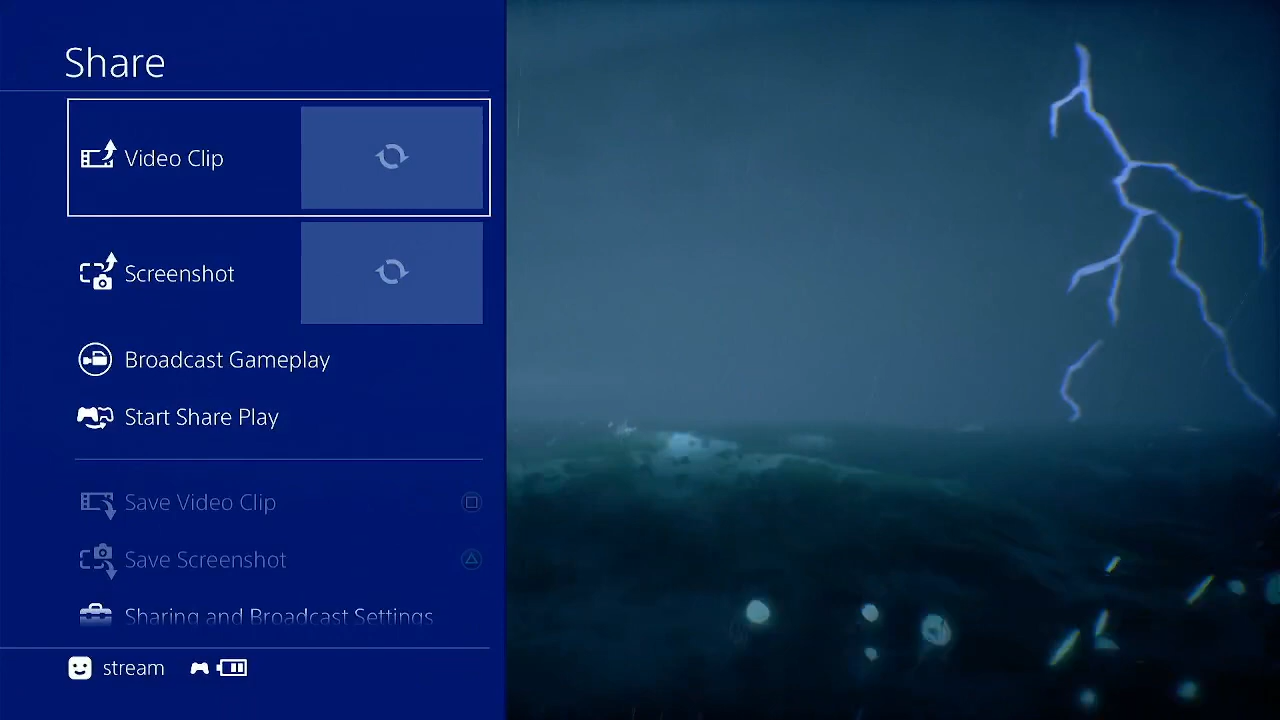 Share
Video Clip
Screenshot
Broadcast Gameplay
Start Share Play
Save Video Clip
Save Screenshot
Sharing and Broadcast Settings
stream